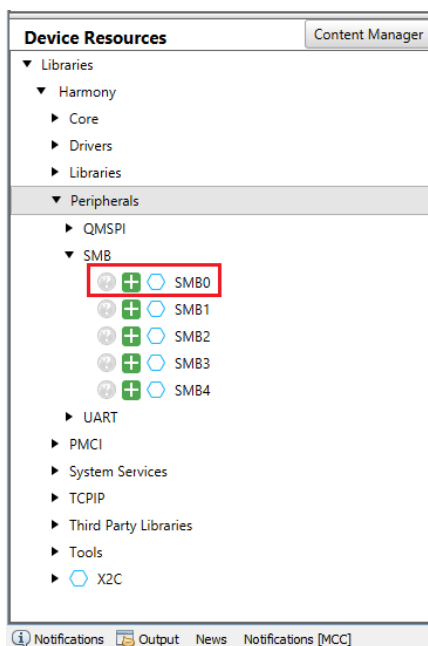 Device Resources Content Manager
Libraries
Harmony
Core
Drivers
Libraries
Peripherals
QMSPI
SMB
SMB0
SMB1
SMB2
SMB3
SMB4
UART
PMCI
System Services
TCPIP
Third Party Libraries
Tools
X2C
Notifications Output News Notifications [MCC]